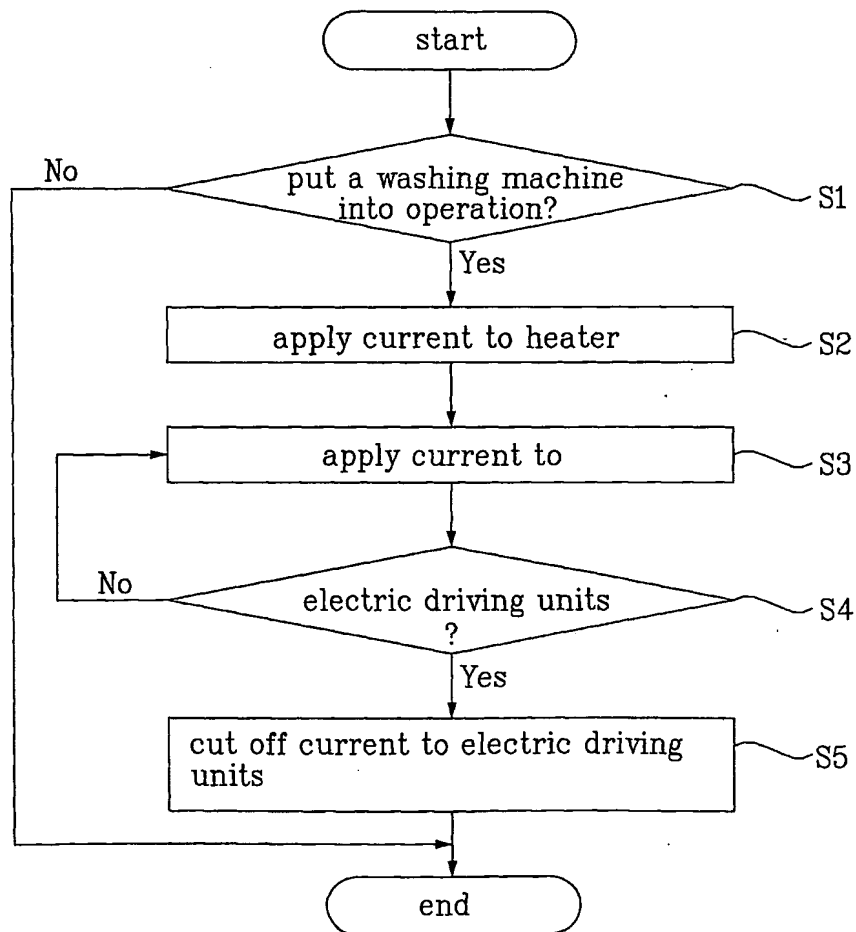 start
No
put a washing machine
into operation?
S1
Yes
apply current to heater
S2
apply current to
S3
No
electric driving units
?
S4
Yes
cut off current to electric driving
units
S5
end